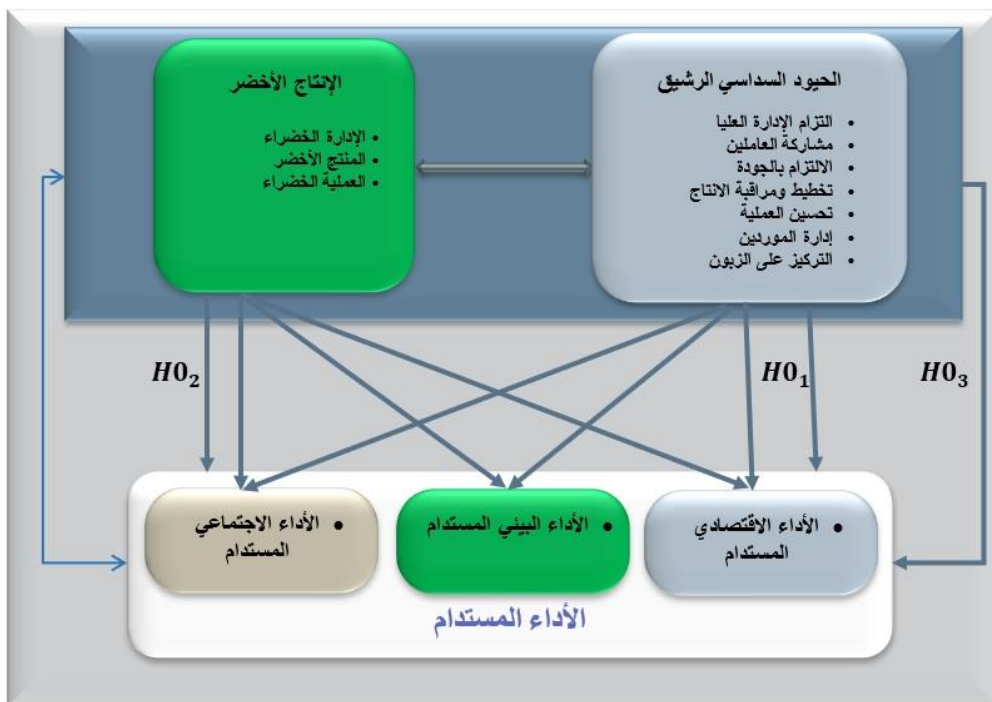 الحيود السداسي الرشيق
• التزام الإدارة العليا
• مشاركة العاملين
• الالتزام بالجودة
• تخطيط ومراقبة الانتاج
• تحسين العملية
• إدارة الموردين
• التركيز على الزبون
الإنتاج الأخضر
• الإدارة الخضراء
• المنتج الأخضر
• العملية الخضراء
H0₃
H0₁
H0₂
• الأداء الاقتصادي
المستدام
• الأداء البيئي المستدام
• الأداء الاجتماعي
المستدام
الأداء المستدام